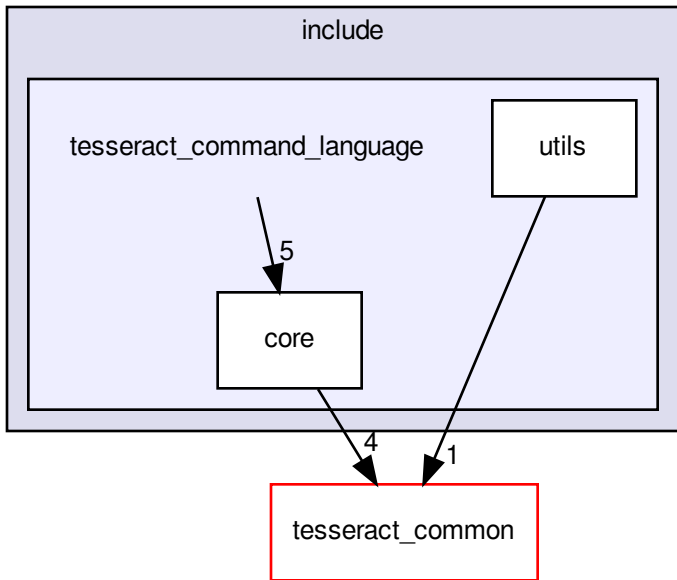 include
tesseract_command_language
utils
5
core
4
1
tesseract_common